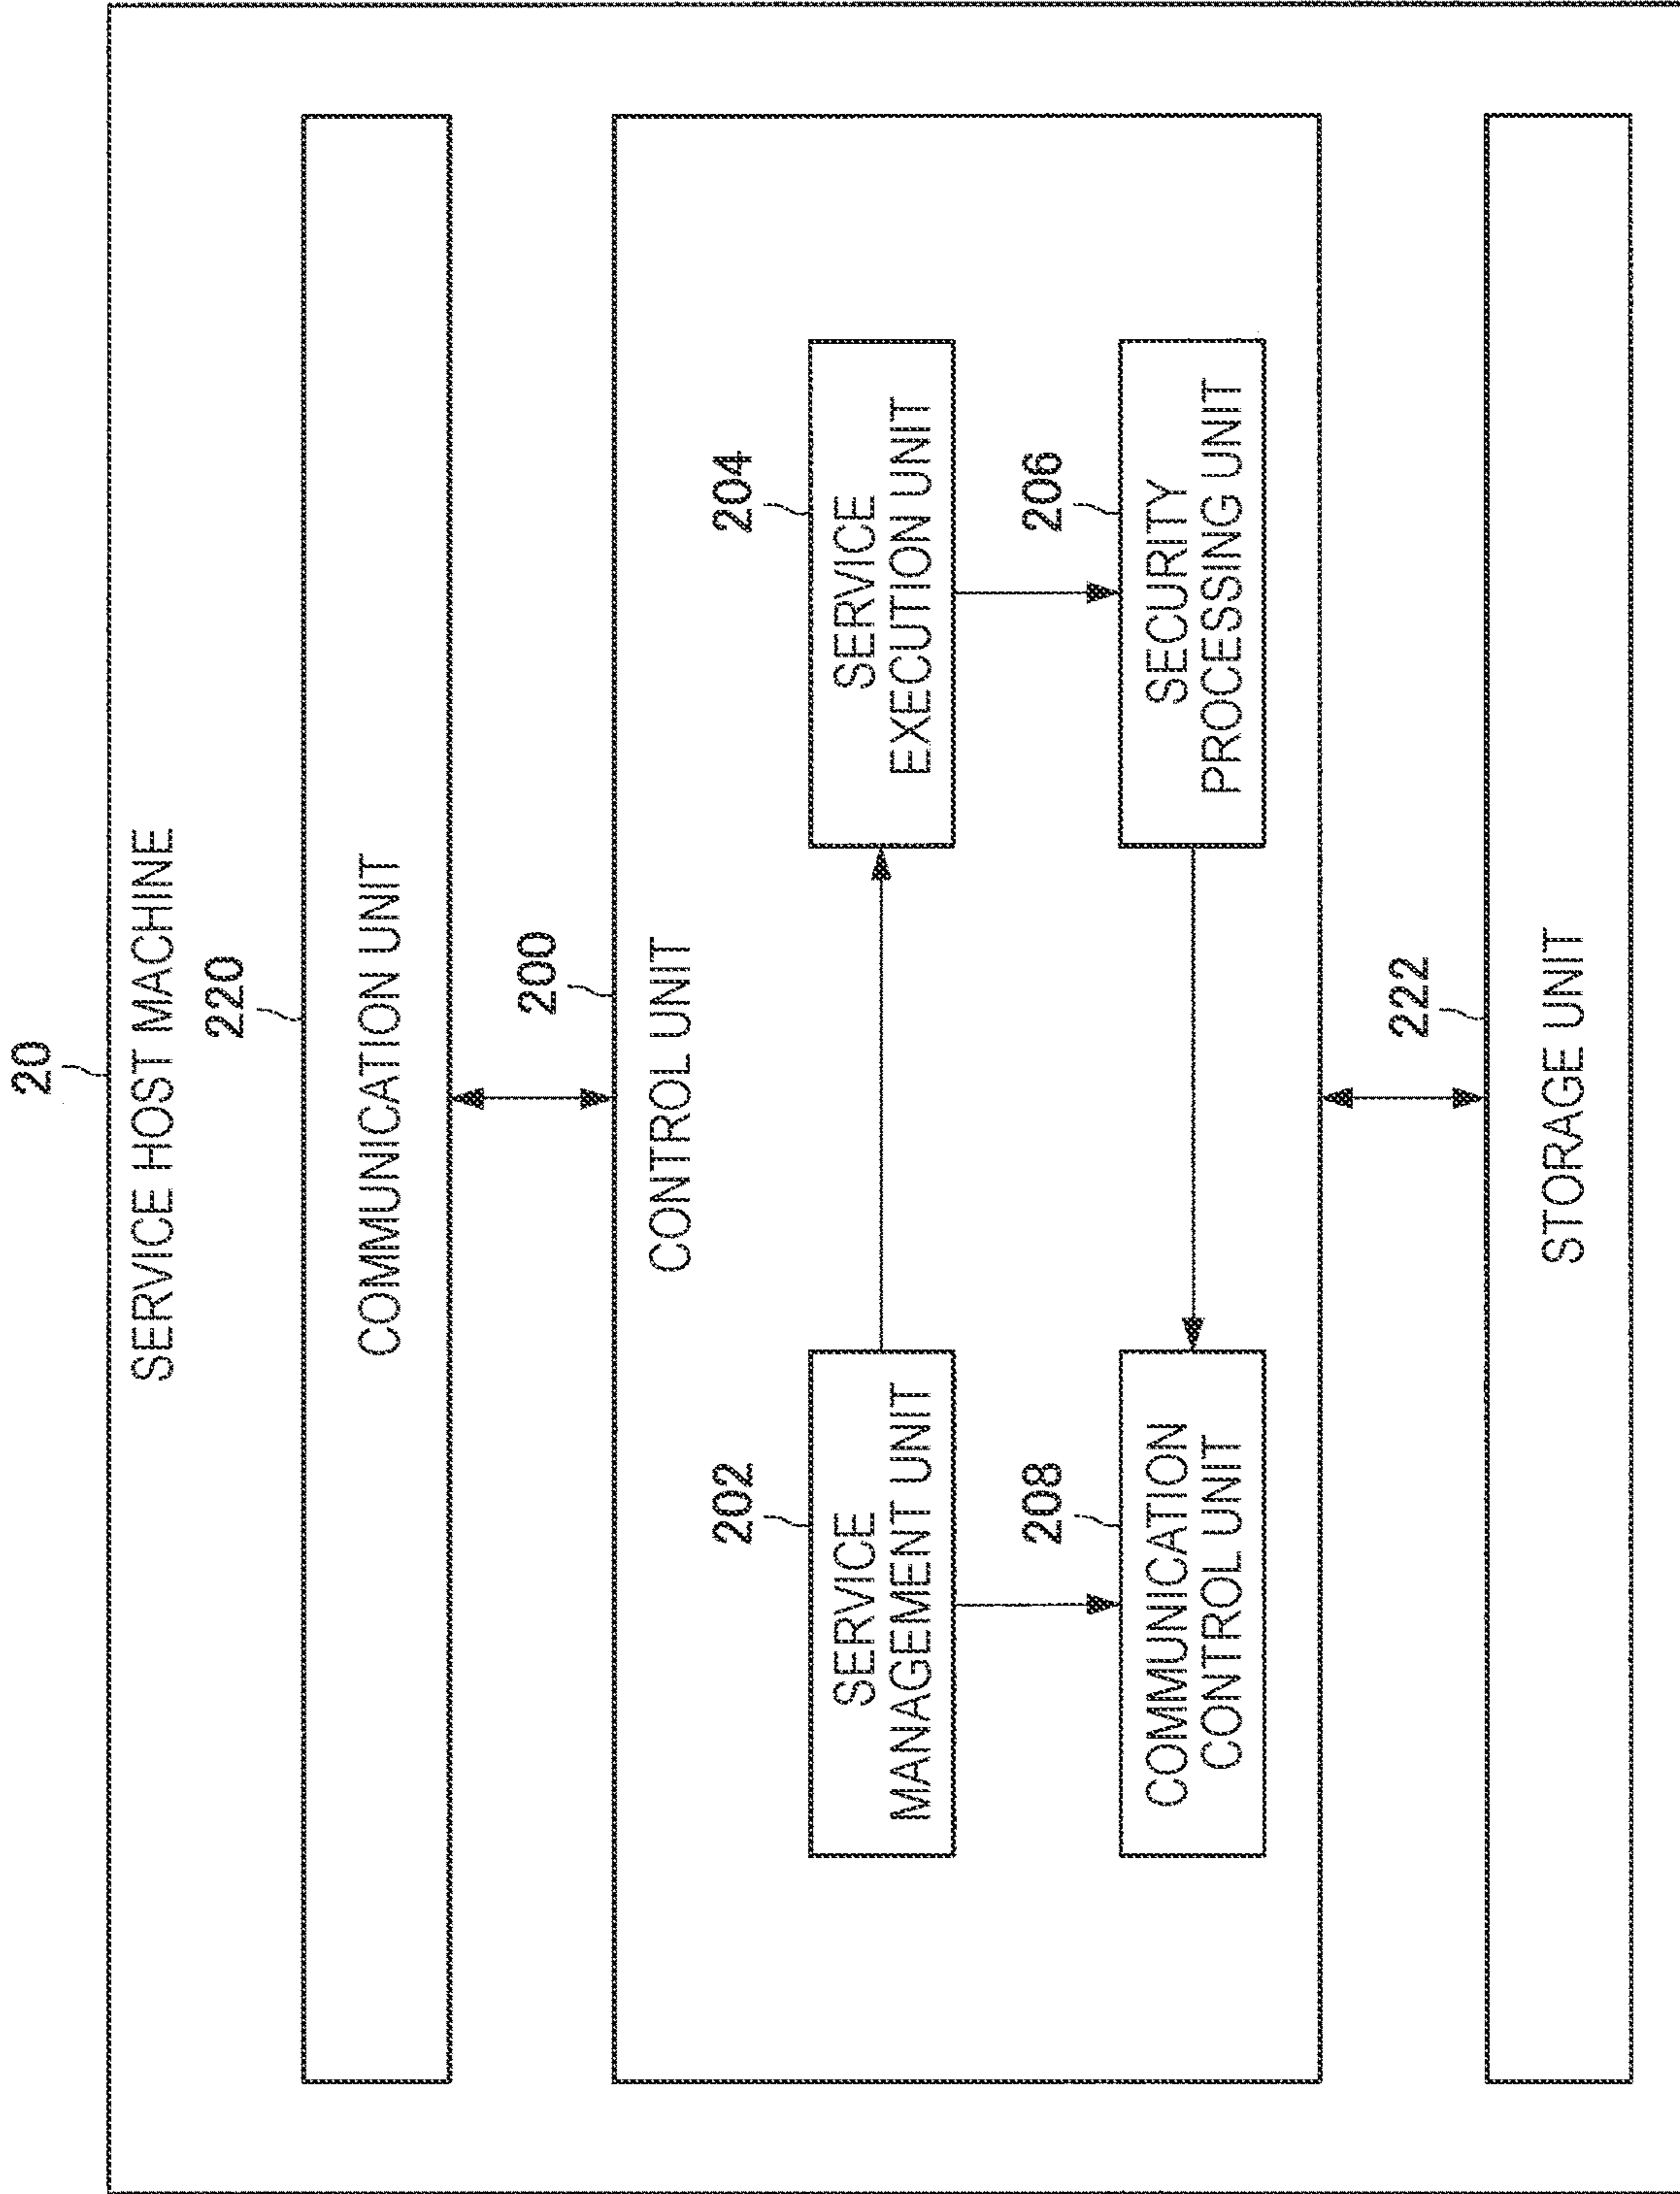 20
SERVICE HOST MACHINE
220
COMMUNICATION UNIT
200
CONTROL UNIT
202
SERVICE
MANAGEMENT UNIT
204
SERVICE
EXECUTION UNIT
208
COMMUNICATION
CONTROL UNIT
206
SECURITY
PROCESSING UNIT
222
STORAGE UNIT